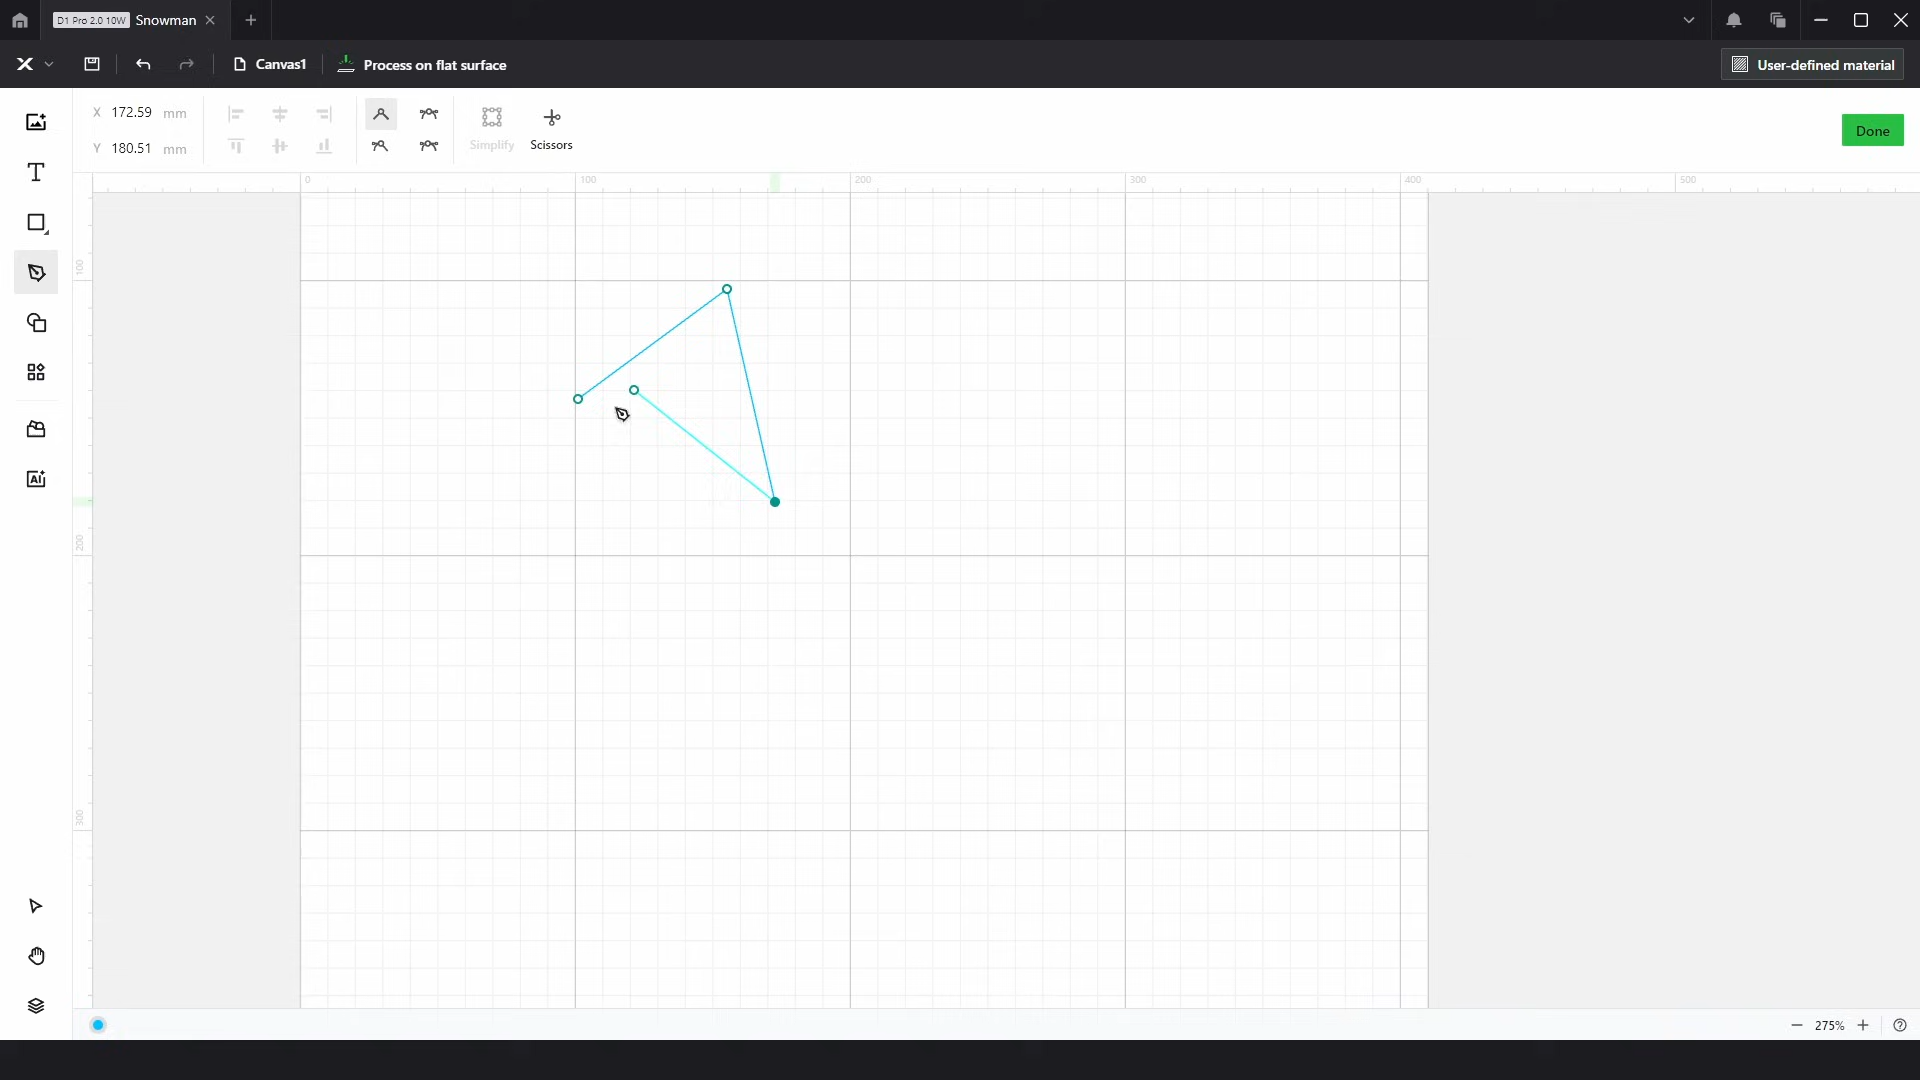 D1 Pro 2.0 10W Snowman
Canvas1
Process on flat surface
User-defined material
X 172.59 mm
Y 180.51 mm
Simplify
Scissors
Done
0 100 200 300 400 500
100
200
300
AI
275%